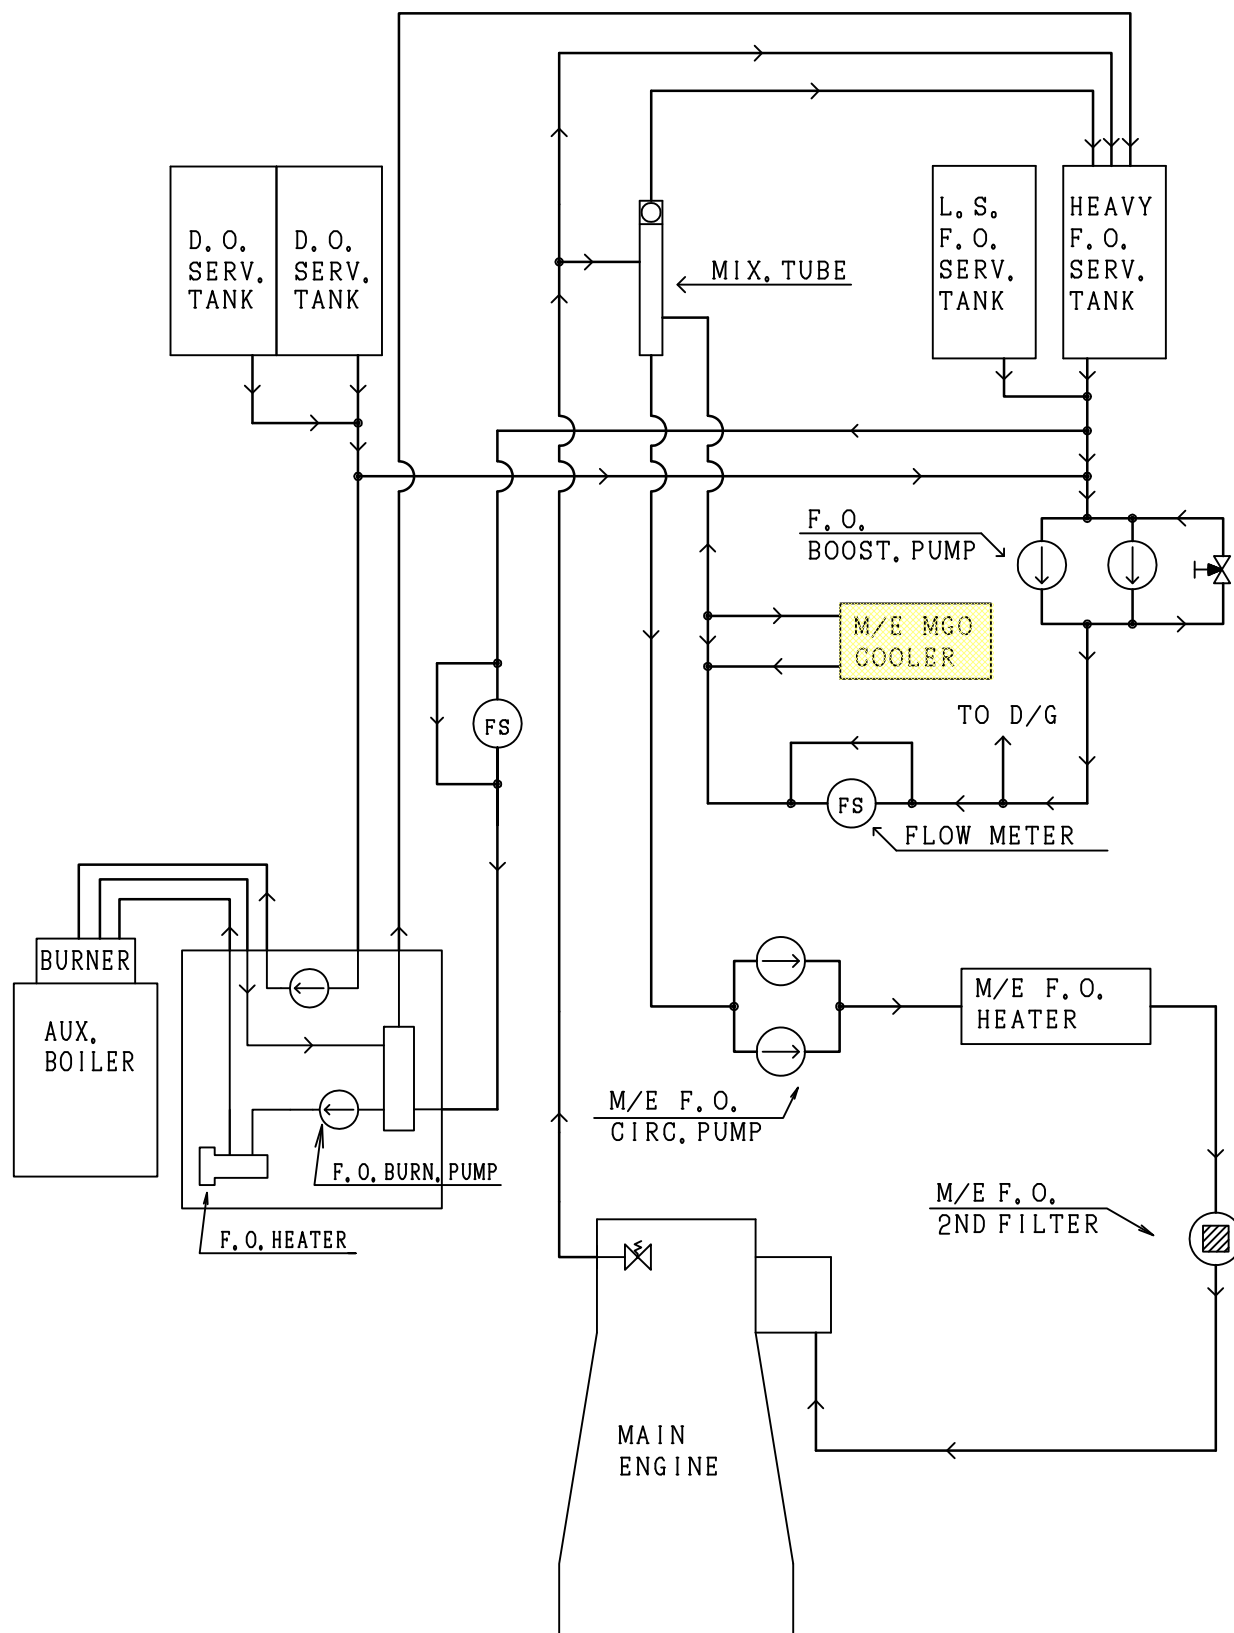 D.O.
SERV.
TANK
D.O.
SERV.
TANK
MIX. TUBE
L.S.
F.O.
SERV.
TANK
HEAVY
F.O.
SERV.
TANK
F.O.
BOOST. PUMP
M/E MGO
COOLER
TO D/G
FS
FS
FLOW METER
BURNER
AUX.
BOILER
M/E F.O.
HEATER
M/E F.O.
CIRC. PUMP
F.O. BURN. PUMP
F.O. HEATER
M/E F.O.
2ND FILTER
MAIN
ENGINE